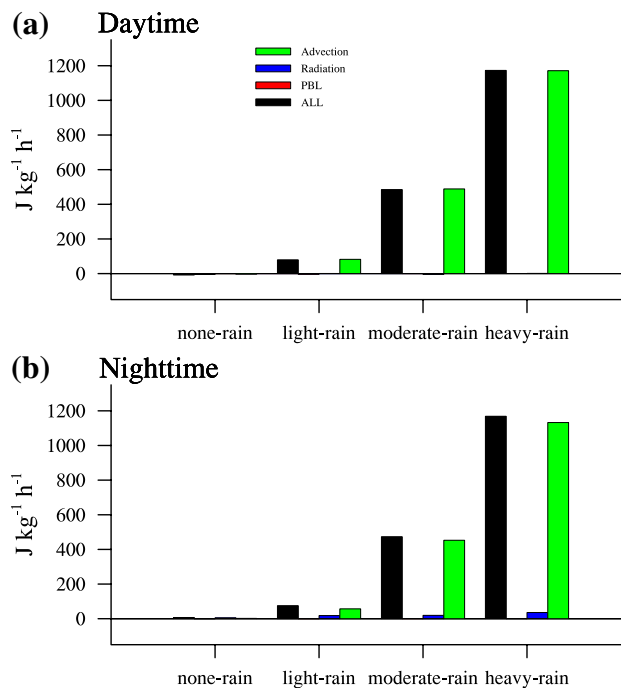 (a) Daytime
Advection
Radiation
PBL
ALL
J kg-1 h-1
1200
1000
800
600
400
200
0
none-rain light-rain moderate-rain heavy-rain
(b) Nighttime
J kg-1 h-1
1200
1000
800
600
400
200
0
none-rain light-rain moderate-rain heavy-rain